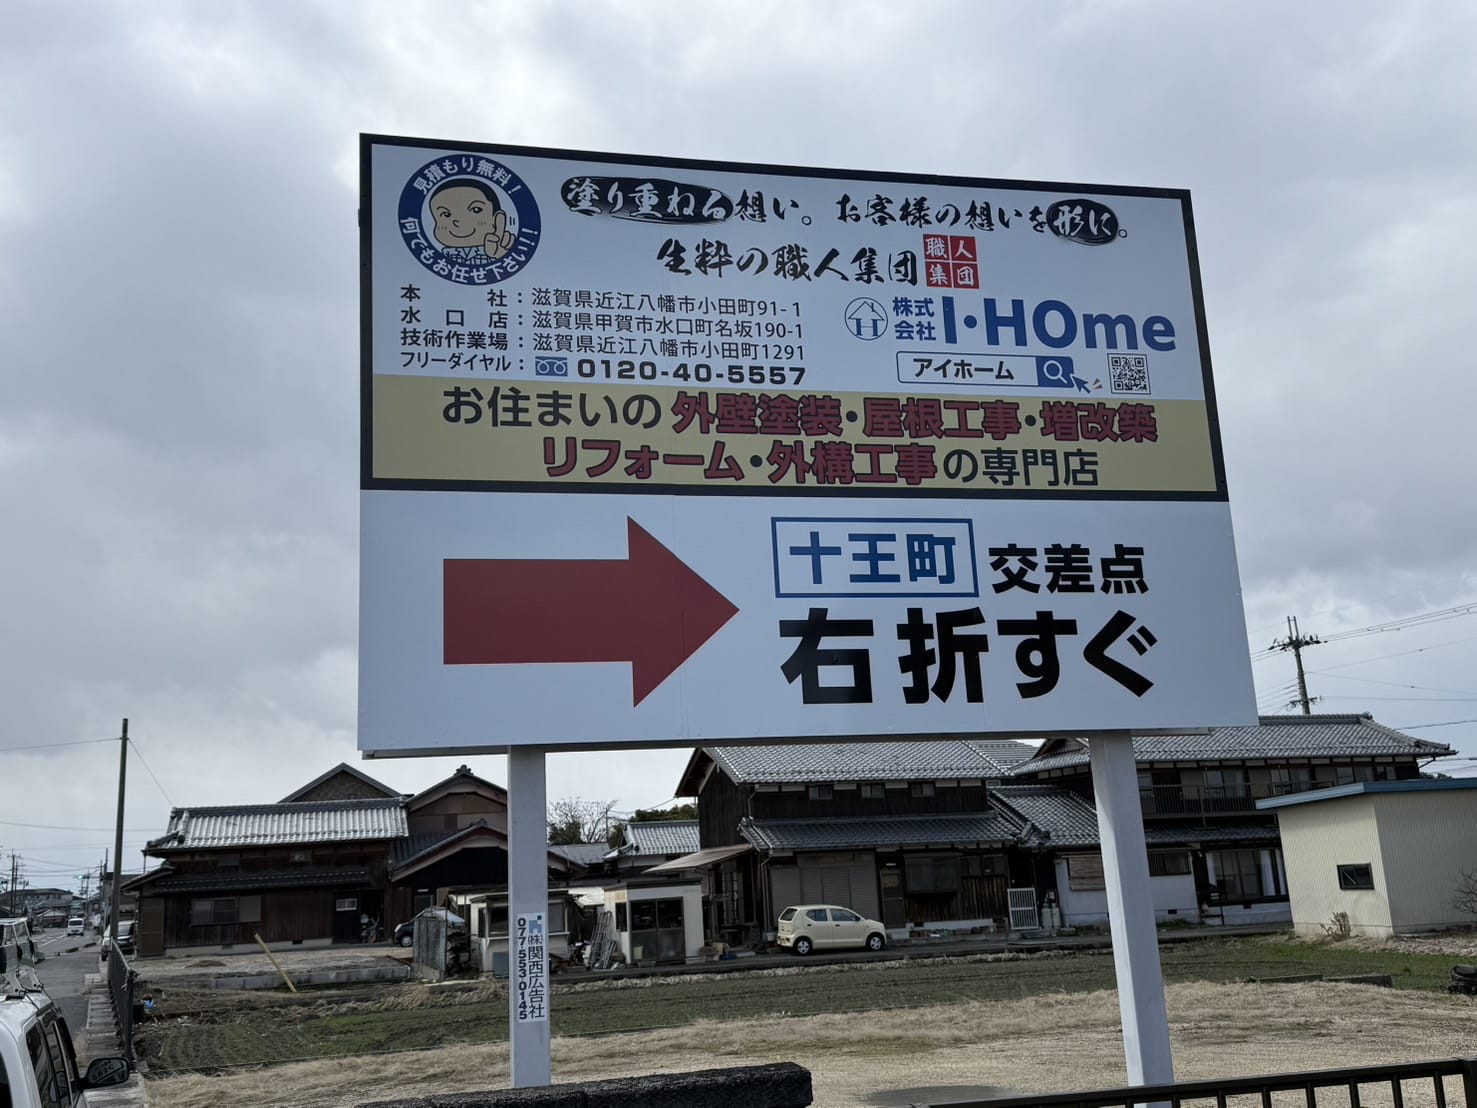 見積もり無料!
何でもお任せ下さい!!
塗り重ねる想い。お客様の想いを形に。
生粋の職人集団
職人
集団
本社：滋賀県近江八幡市小田町91-1
水口店：滋賀県甲賀市水口町名坂190-1
技術作業場：滋賀県近江八幡市小田町1291
フリーダイヤル：0120-40-5557
株式会社 I・HOme
アイホーム
お住まいの外壁塗装・屋根工事・増改築
リフォーム・外構工事の専門店
十王町 交差点
右折すぐ
㈱関西広告社
077-553-0145